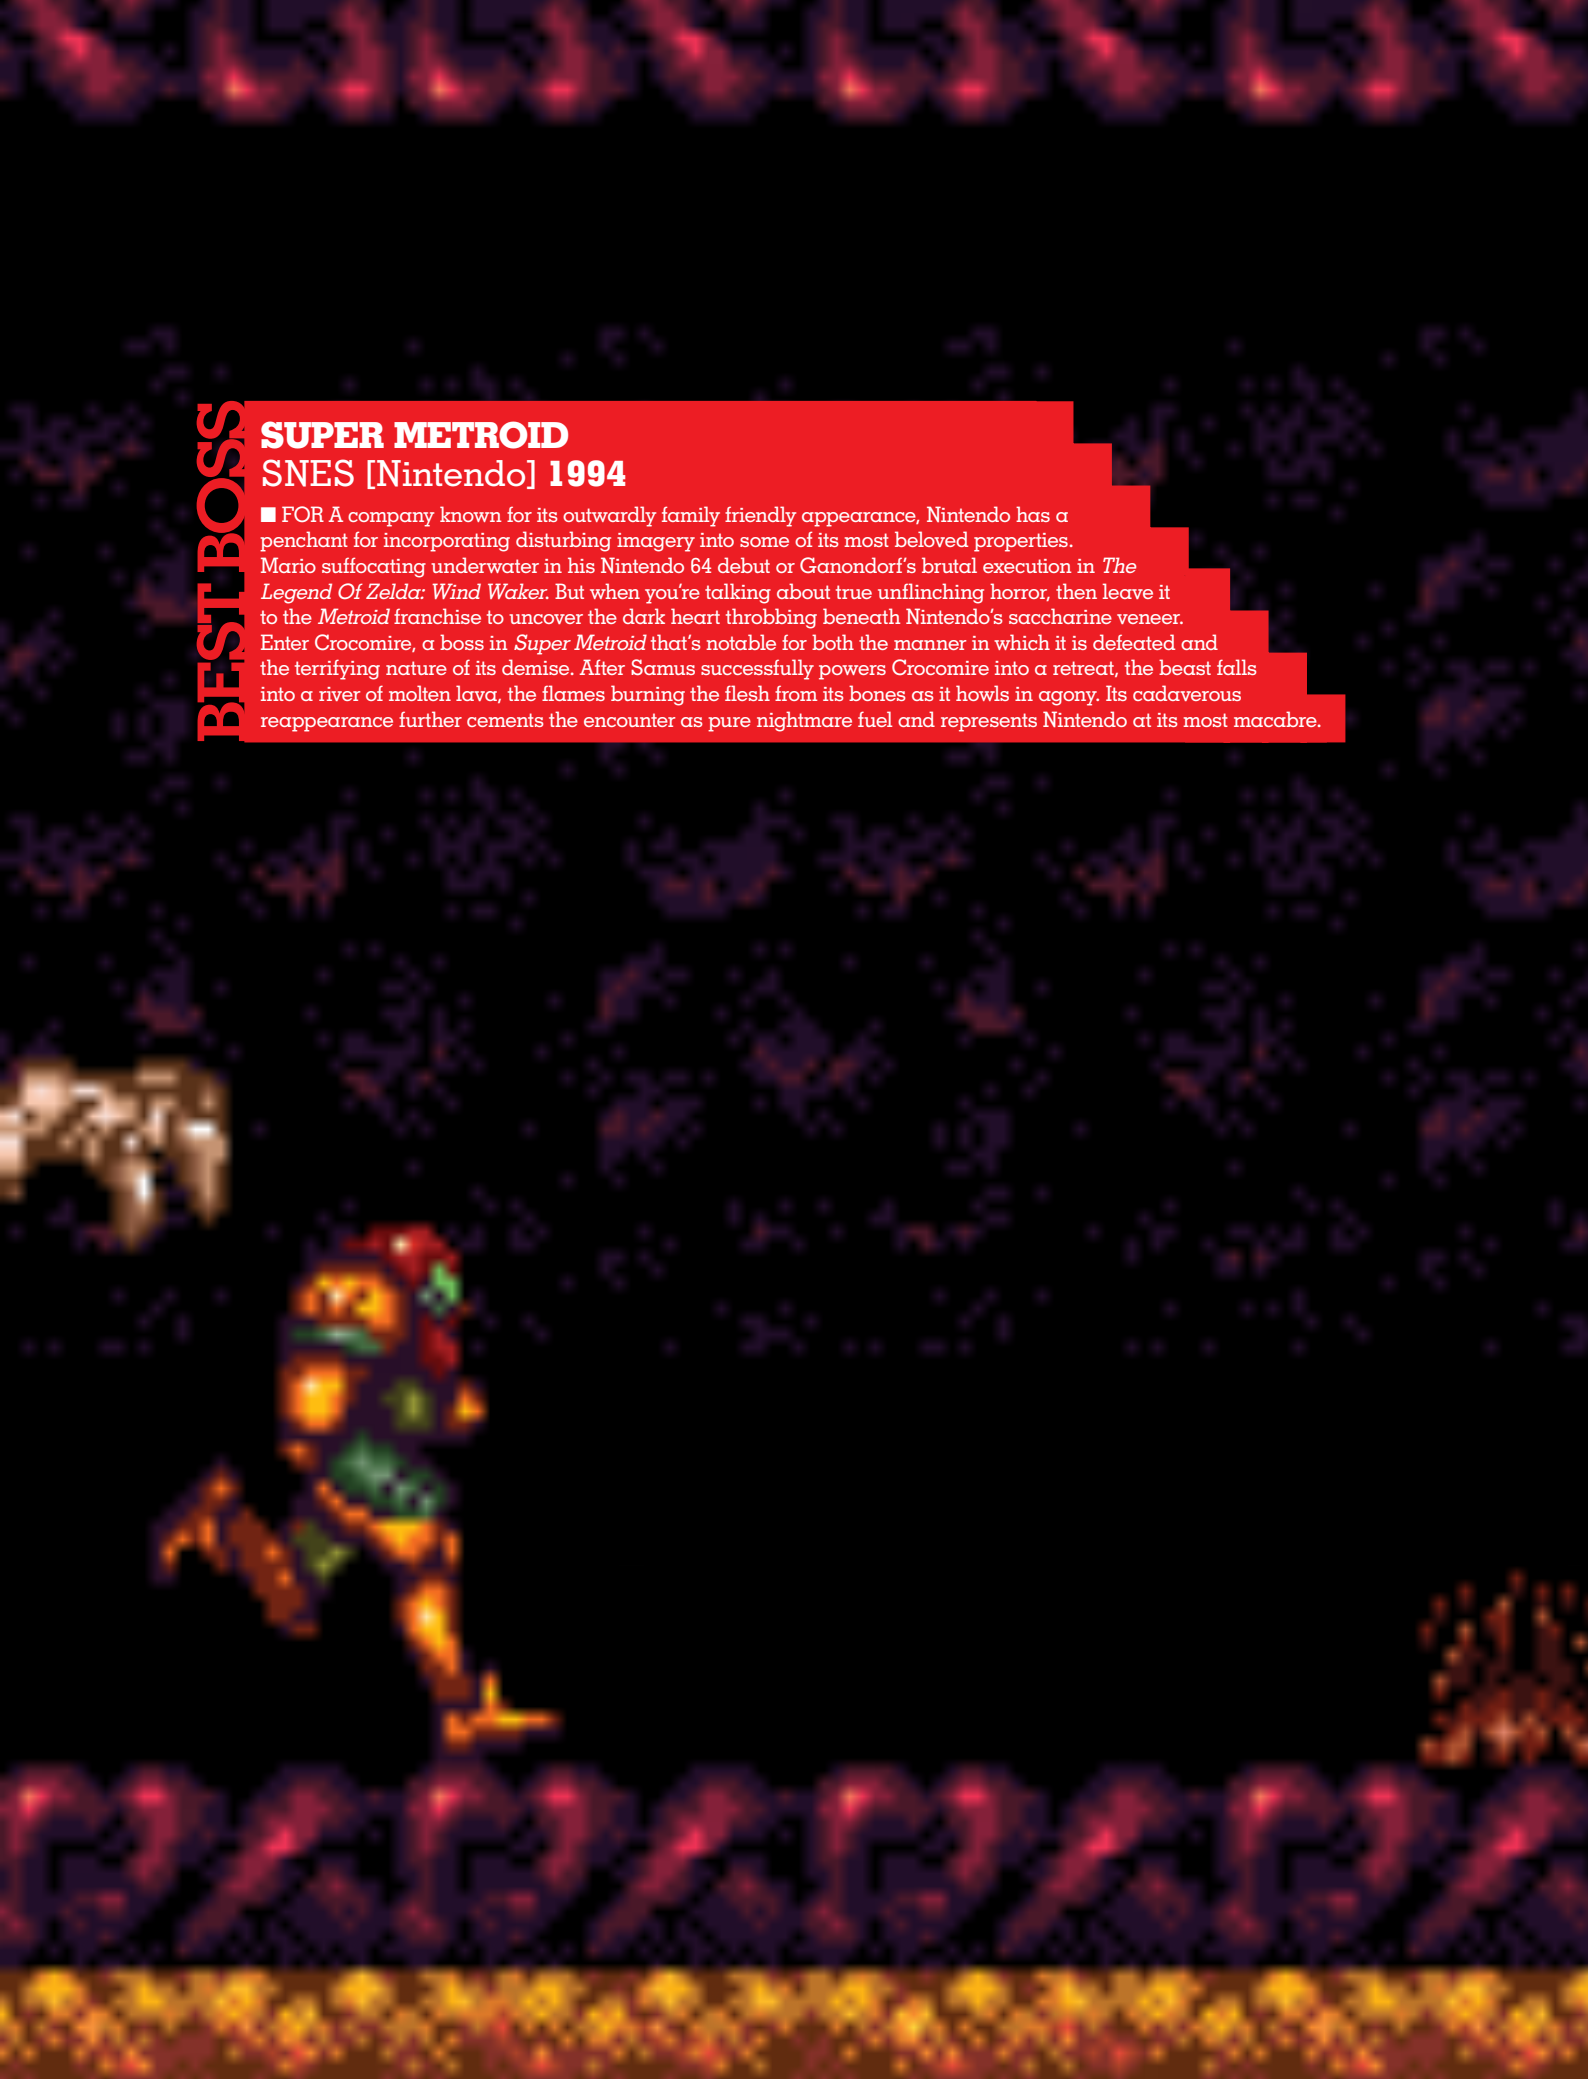 BEST BOSS
SUPER METROID
SNES [Nintendo] 1994
■ FOR A company known for its outwardly family friendly appearance, Nintendo has a
penchant for incorporating disturbing imagery into some of its most beloved properties.
Mario suffocating underwater in his Nintendo 64 debut or Ganondorf's brutal execution in The
Legend Of Zelda: Wind Waker. But when you're talking about true unflinching horror, then leave it
to the Metroid franchise to uncover the dark heart throbbing beneath Nintendo's saccharine veneer.
Enter Crocomire, a boss in Super Metroid that's notable for both the manner in which it is defeated and
the terrifying nature of its demise. After Samus successfully powers Crocomire into a retreat, the beast falls
into a river of molten lava, the flames burning the flesh from its bones as it howls in agony. Its cadaverous
reappearance further cements the encounter as pure nightmare fuel and represents Nintendo at its most macabre.